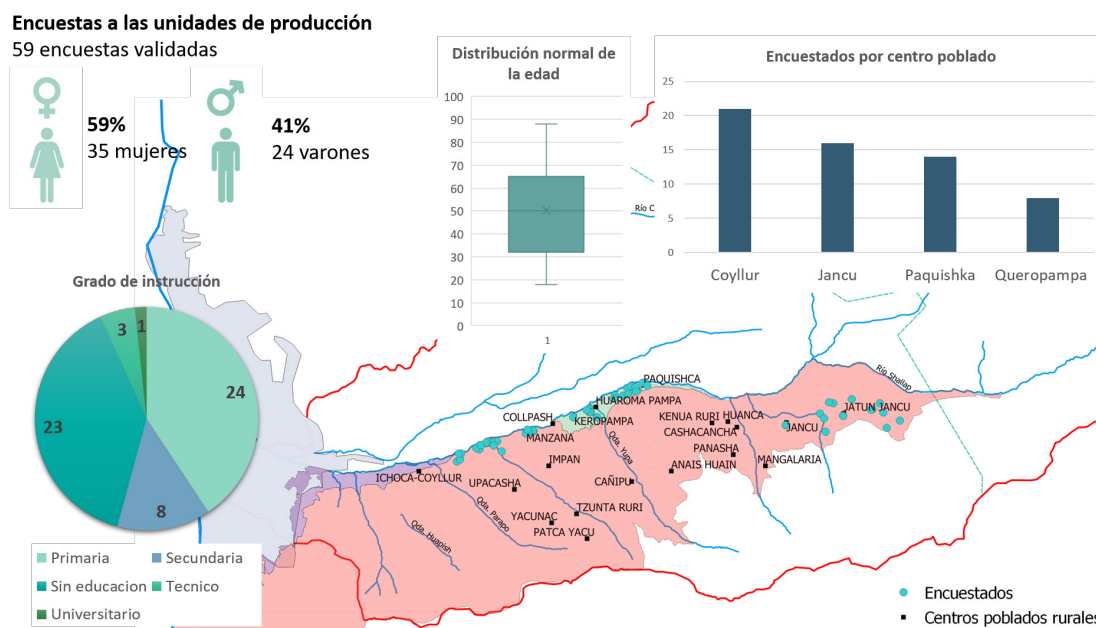 Encuestas a las unidades de producción
59 encuestas validadas
59%
35 mujeres
41%
24 varones
Distribución normal de
la edad
100
90
80
70
60
50
40
30
20
10
0
1
Encuestados por centro poblado
25
20
15
10
5
0
Coyllur
Jancu
Paquishka
Queropampa
Río C
Grado de instrucción
3
1
24
23
8
Primaria
Secundaria
Sin educacion
Tecnico
Universitario
Río Shallap
PAQUISHCA
HUAROMA PAMPA
COLLPASH
KEROPAMPA
KENUA RURI
HUANCA
JATUN JANCU
JANCU
MANZANA
CASHACANCHA
PANASHA
IMPAN
Qda. Yupa
ANAIS HUAIN
MANGALARIA
ICHOCA-COYLLUR
UPACASHA
CAÑIPU
Qda. Parapo
TZUNTA RURI
YACUNAC
Qda. Huapish
PATCA YACU
Encuestados
Centros poblados rurales